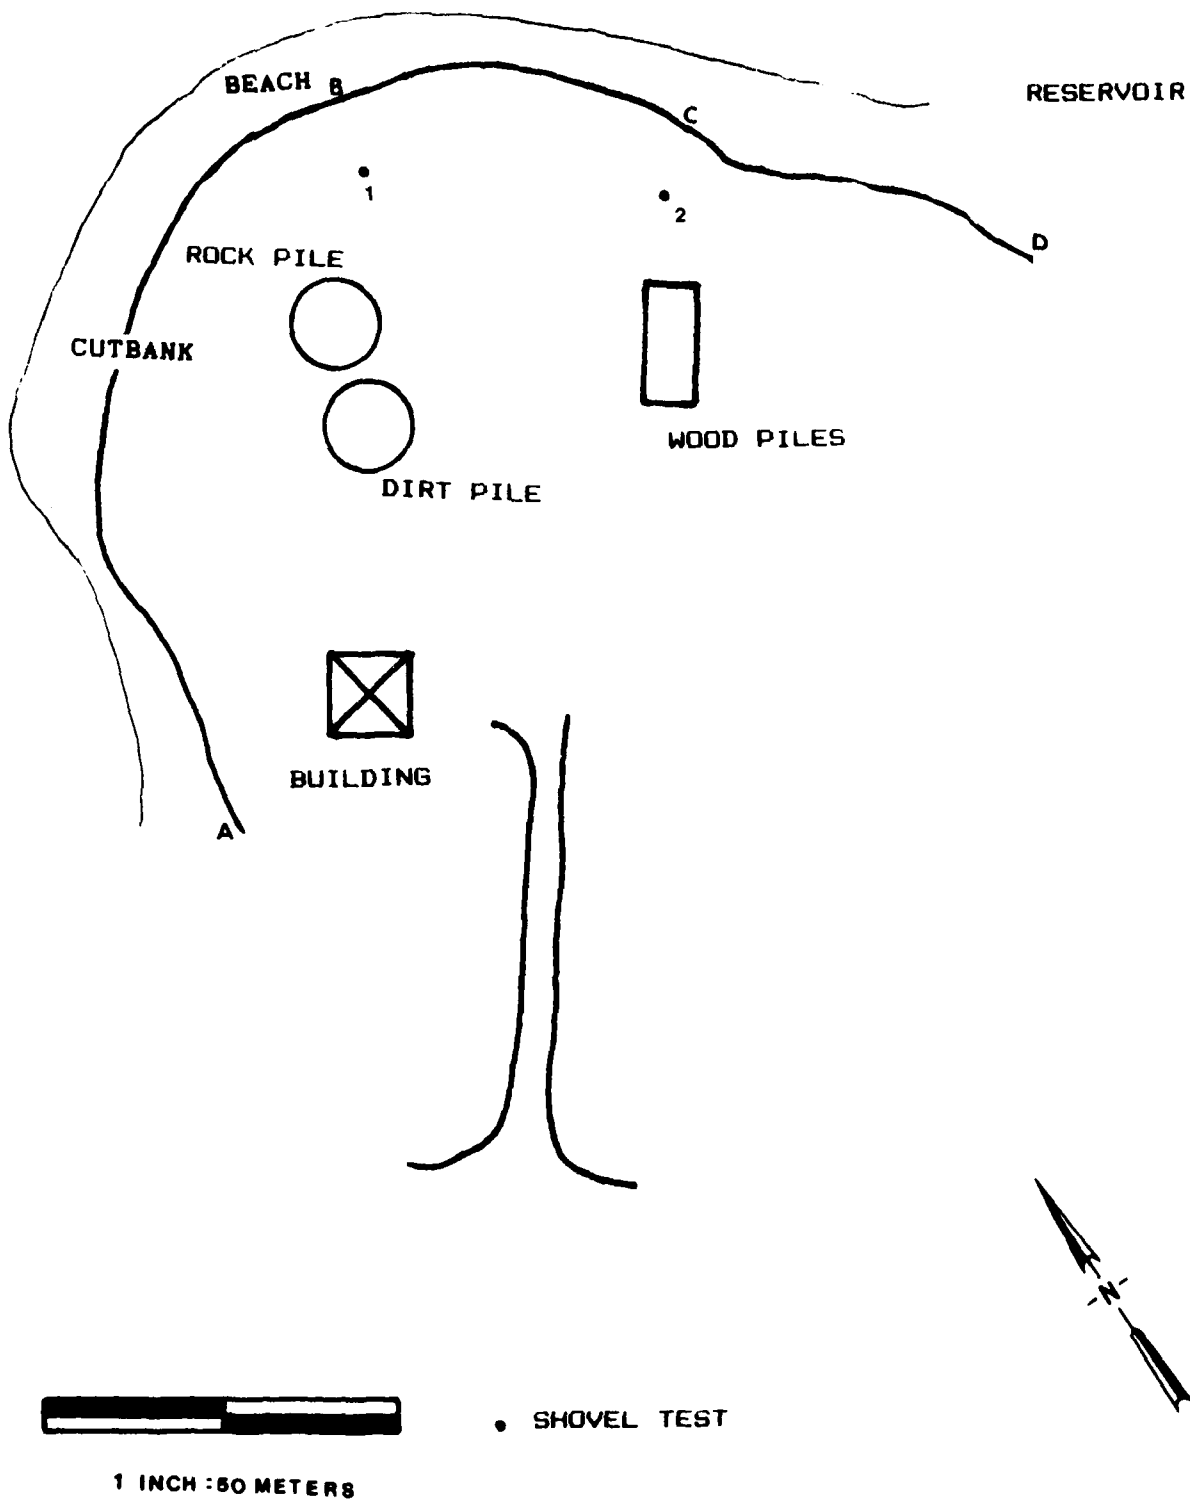 BEACH B
RESERVOIR
C
1
2
D
ROCK PILE
CUTBANK
WOOD PILES
DIRT PILE
BUILDING
A
N
SHOVEL TEST
1 INCH : 50 METERS